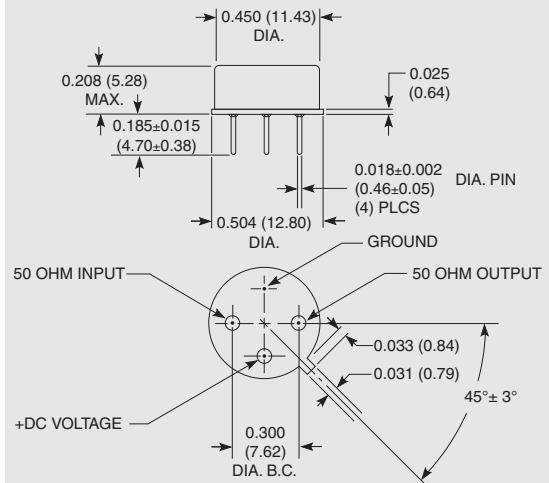 0.450 (11.43)
DIA.
0.208 (5.28)
MAX.
0.025
(0.64)
0.185±0.015
(4.70±0.38)
0.018±0.002
(0.46±0.05)
(4) PLCS
DIA. PIN
0.504 (12.80)
DIA.
GROUND
50 OHM INPUT
50 OHM OUTPUT
0.033 (0.84)
0.031 (0.79)
45°± 3°
+DC VOLTAGE
0.300
(7.62)
DIA. B.C.